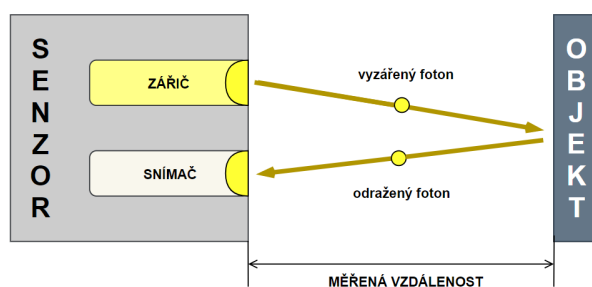 SENZOR
ZÁŘIČ
vyzářený foton
SNÍMAČ
odražený foton
OBJEKT
MĚŘENÁ VZDÁLENOST